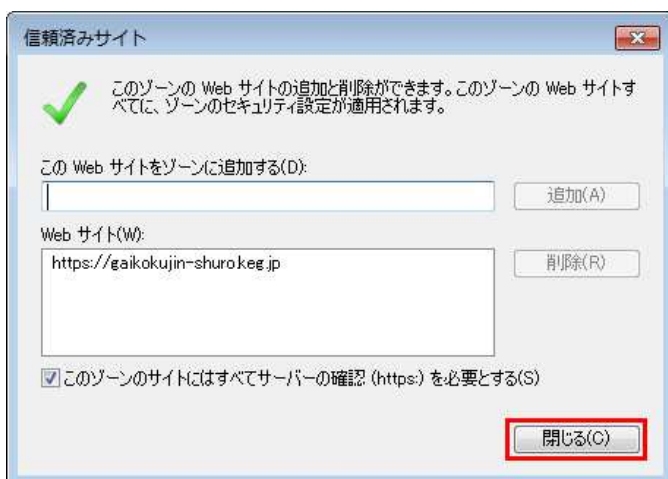 信頼済みサイト
このゾーンの Web サイトの追加と削除ができます。このゾーンの Web サイトす
べてに、ゾーンのセキュリティ設定が適用されます。
この Web サイトをゾーンに追加する(D):
追加(A)
Web サイト(W):
https://gaikokujin-shuro.keg.jp
削除(R)
このゾーンのサイトにはすべてサーバーの確認 (https:) を必要とする(S)
閉じる(C)